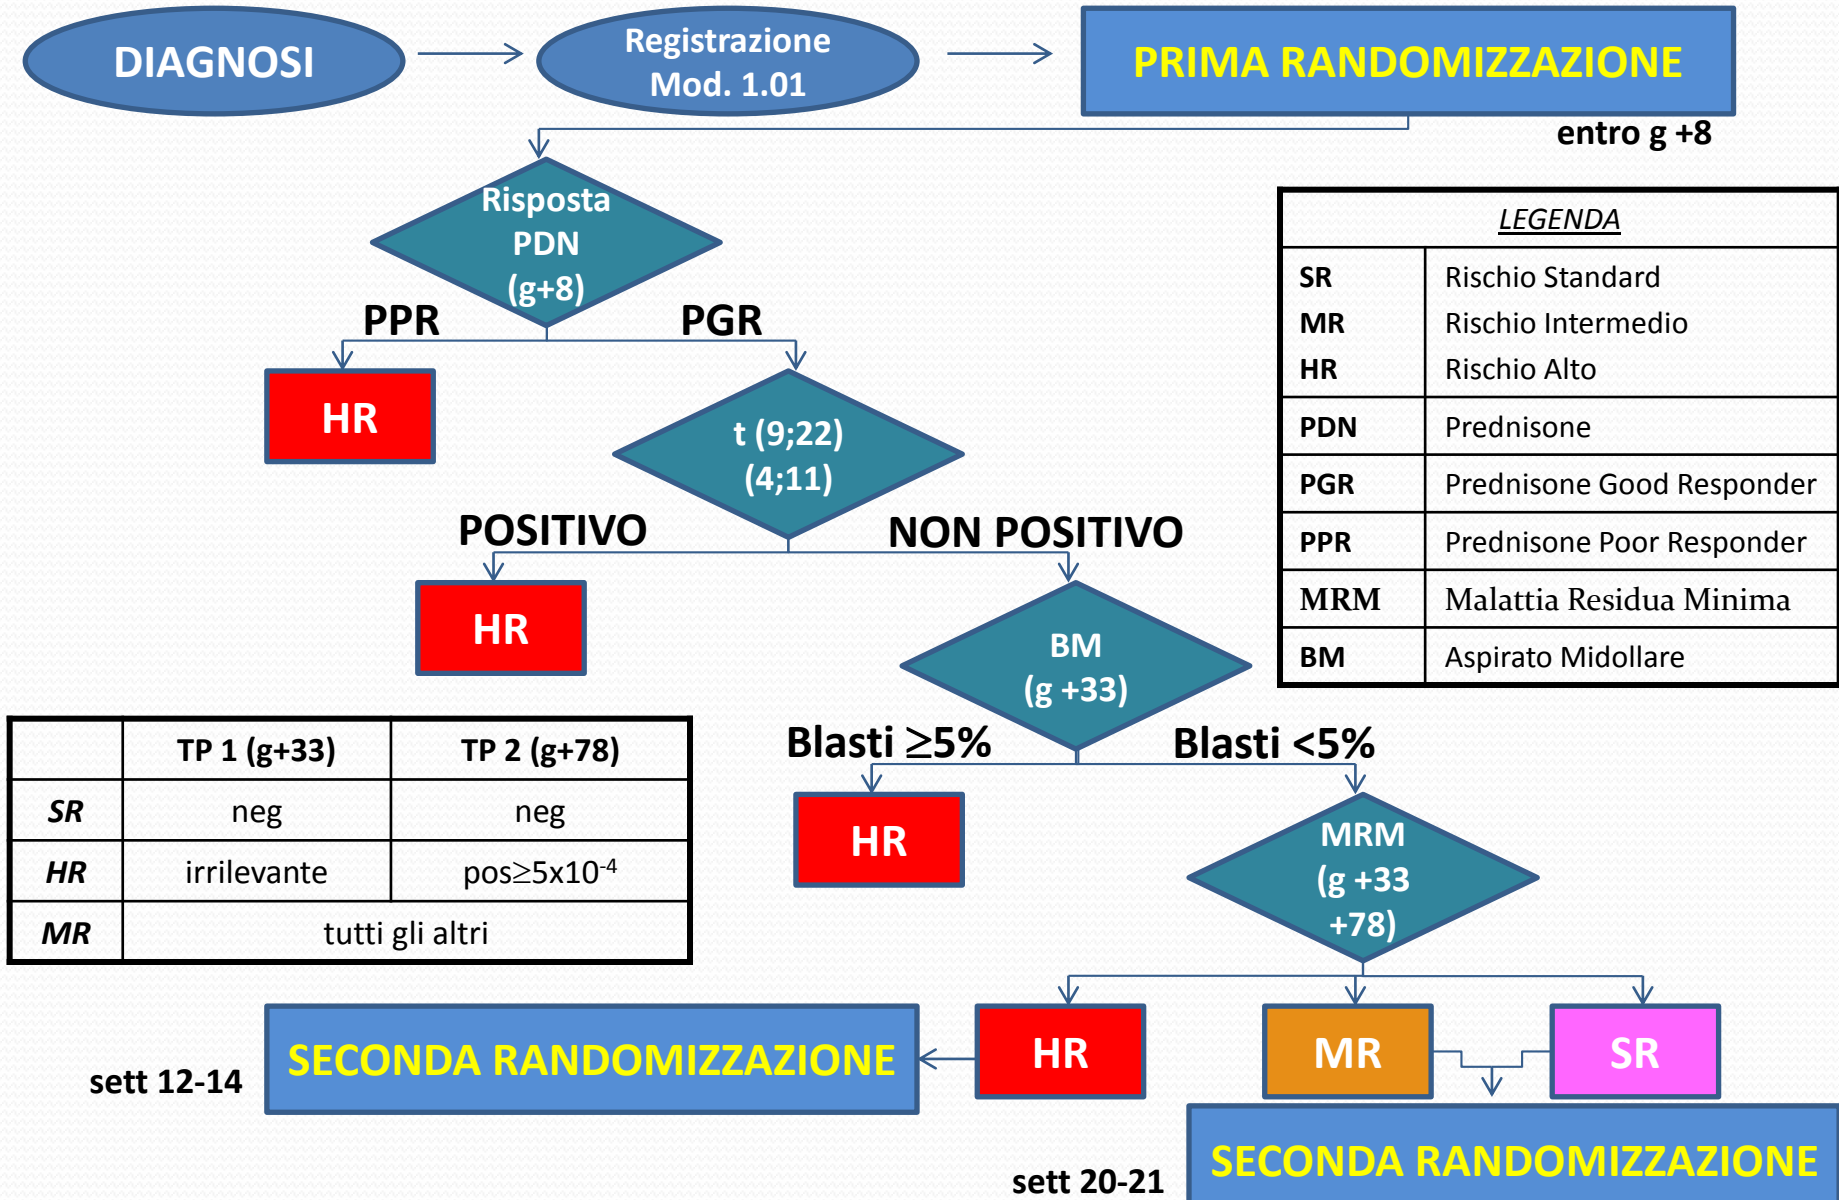 DIAGNOSI
Registrazione
Mod. 1.01
PRIMA RANDOMIZZAZIONE
entro g +8
Risposta
PDN
(g+8)
PPR
PGR
HR
t (9;22)
(4;11)
POSITIVO
NON POSITIVO
HR
BM
(g +33)
Blasti ≥5%
Blasti <5%
HR
MRM
(g +33
+78)
HR
MR
SR
SECONDA RANDOMIZZAZIONE
sett 12-14
SECONDA RANDOMIZZAZIONE
sett 20-21
LEGENDA
SR Rischio Standard
MR Rischio Intermedio
HR Rischio Alto
PDN Prednisone
PGR Prednisone Good Responder
PPR Prednisone Poor Responder
MRM Malattia Residua Minima
BM Aspirato Midollare
TP 1 (g+33) TP 2 (g+78)
SR neg neg
HR irrilevante pos≥5x10⁻⁴
MR tutti gli altri